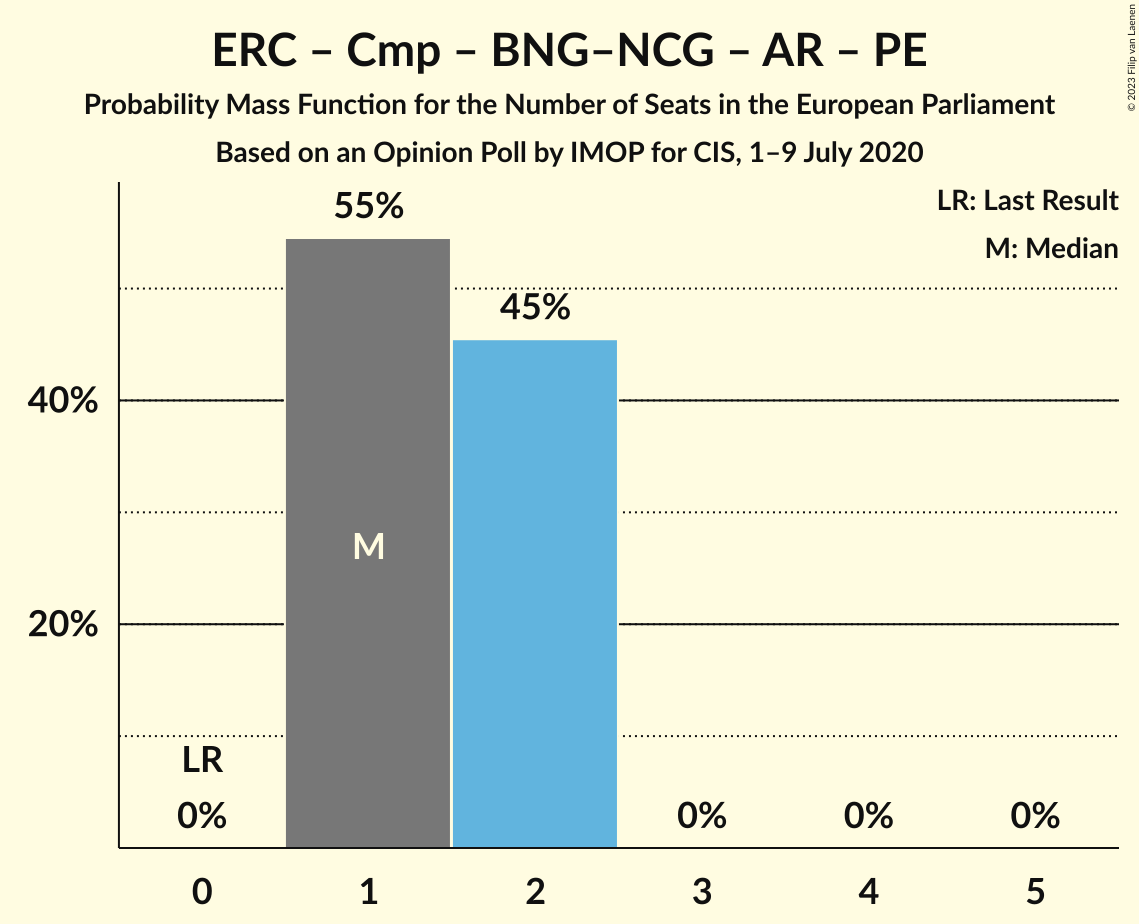 ERC – Cmp – BNG–NCG – AR – PE
Probability Mass Function for the Number of Seats in the European Parliament
Based on an Opinion Poll by IMOP for CIS, 1–9 July 2020
© 2023 Filip van Laenen
LR: Last Result
M: Median
55%
45%
40%
M
20%
LR
0%
0%
0%
0%
0
1
2
3
4
5